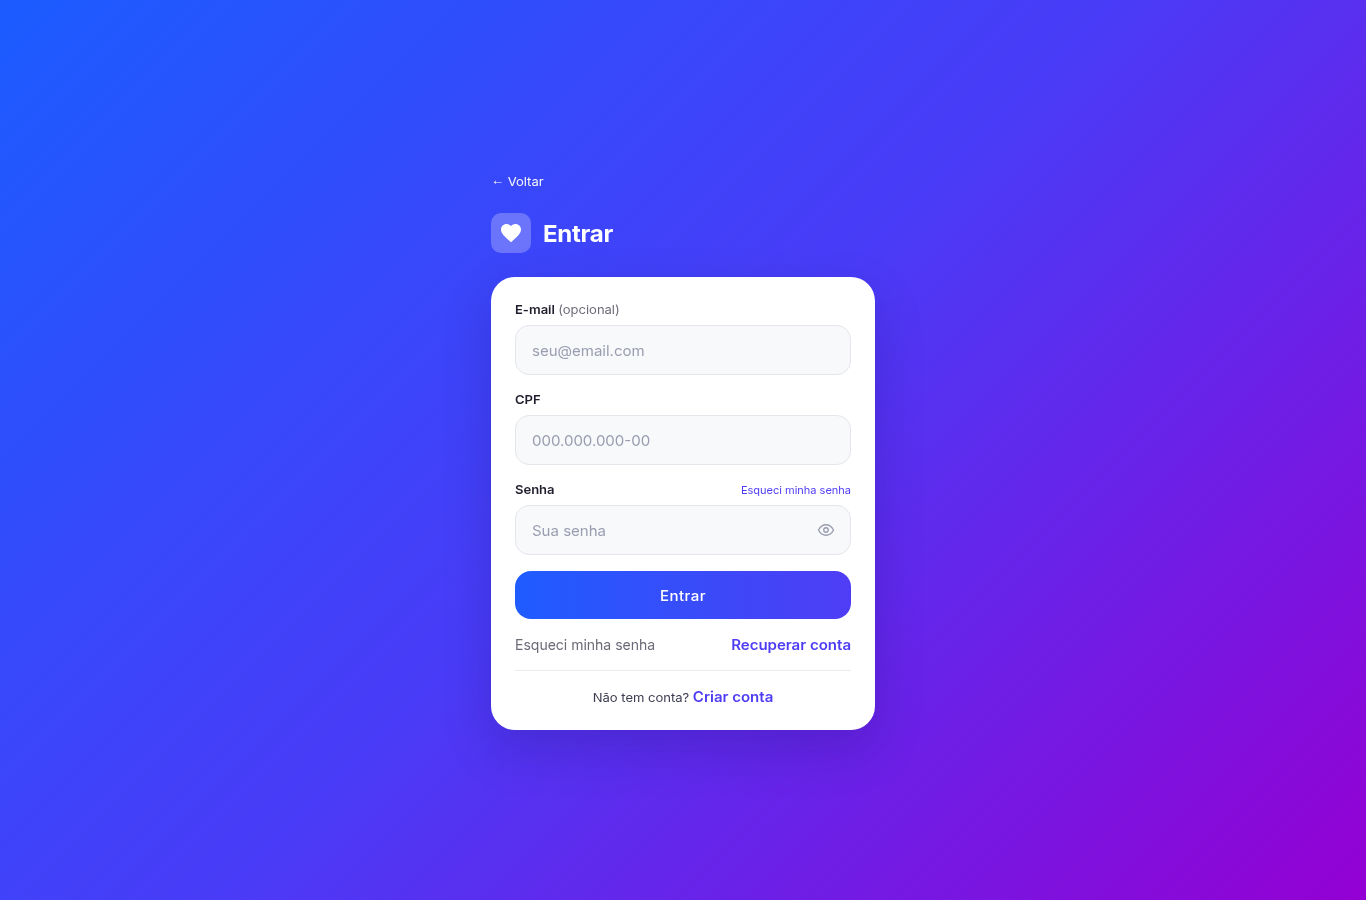 ← Voltar
Entrar
E-mail (opcional)
seu@email.com
CPF
000.000.000-00
Senha Esqueci minha senha
Sua senha
Entrar
Esqueci minha senha Recuperar conta
Não tem conta? Criar conta